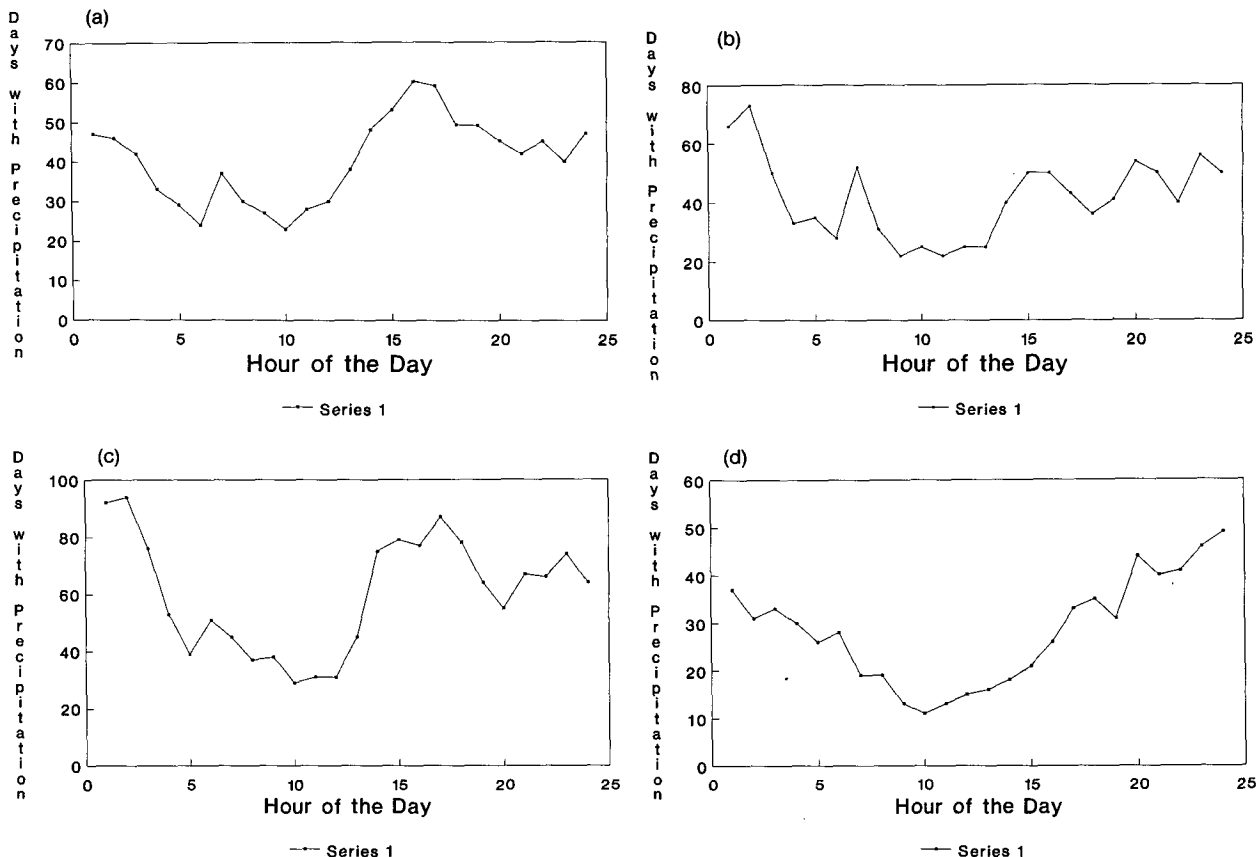 (a)
Days with Precipitation
70
60
50
40
30
20
10
0
0 5 10 15 20 25
Hour of the Day
Series 1
(b)
Days with Precipitation
80
60
40
20
0
0 5 10 15 20 25
Hour of the Day
Series 1
(c)
Days with Precipitation
100
80
60
40
20
0
0 5 10 15 20 25
Hour of the Day
Series 1
(d)
Days with Precipitation
60
50
40
30
20
10
0
0 5 10 15 20 25
Hour of the Day
Series 1